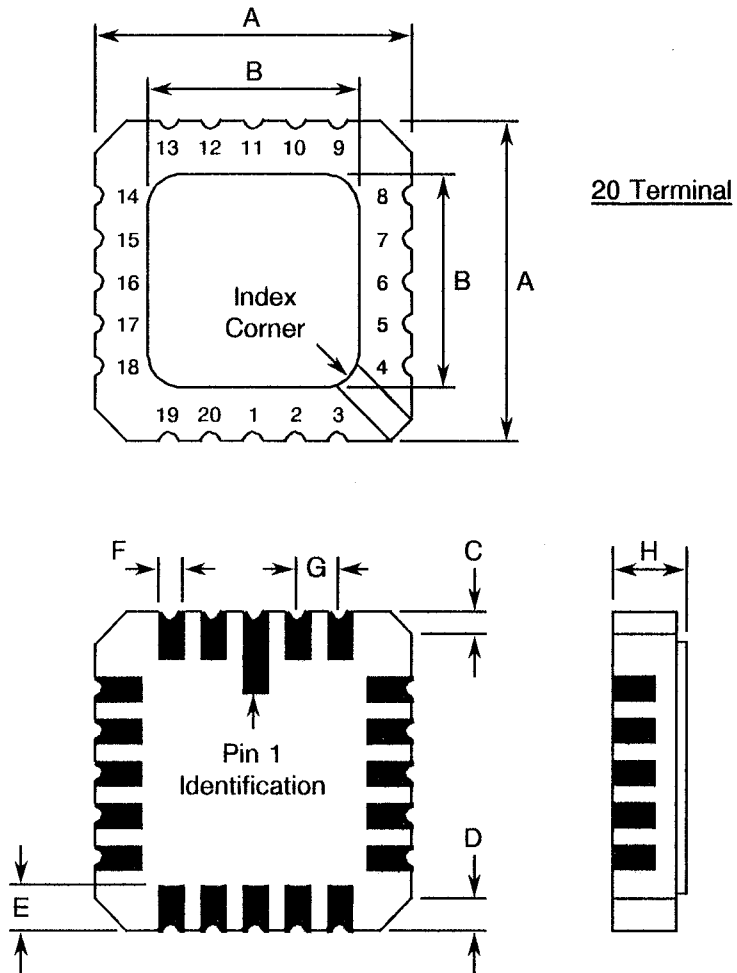 A
B
13 12 11 10 9
14 8
15 7
16 6
17 5
18 4
19 20 1 2 3
Index
Corner
B
A
20 Terminal
F
G
C
H
Pin 1
Identification
D
E